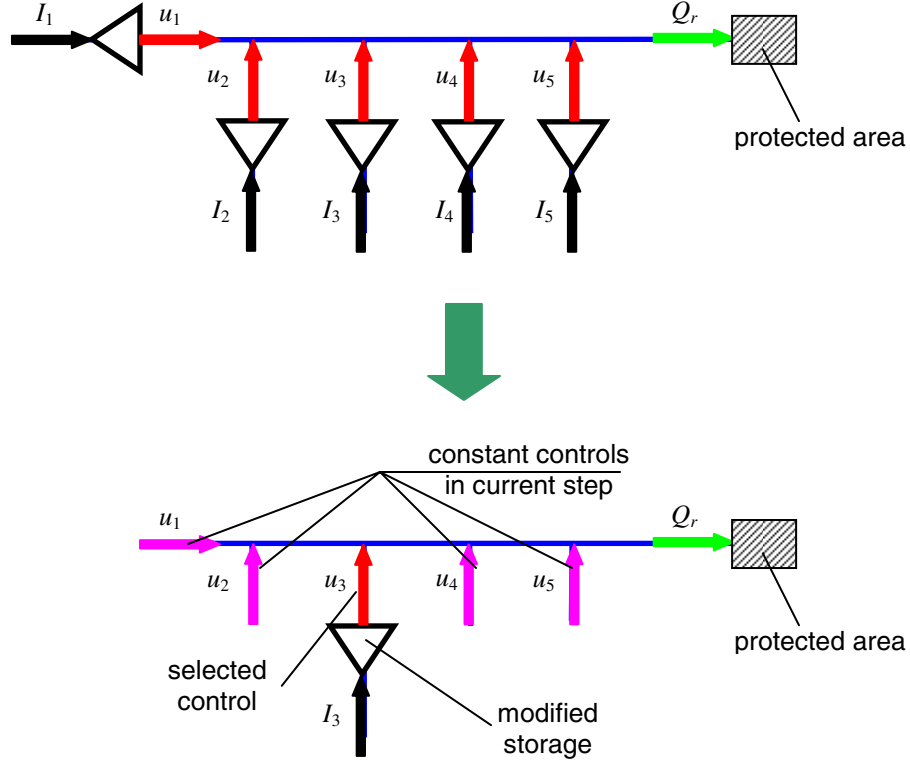 I₁ u₁ Qᵣ
u₂ u₃ u₄ u₅
protected area
I₂ I₃ I₄ I₅
constant controls
in current step
u₁ Qᵣ
u₂ u₃ u₄ u₅
protected area
selected
control
I₃
modified
storage